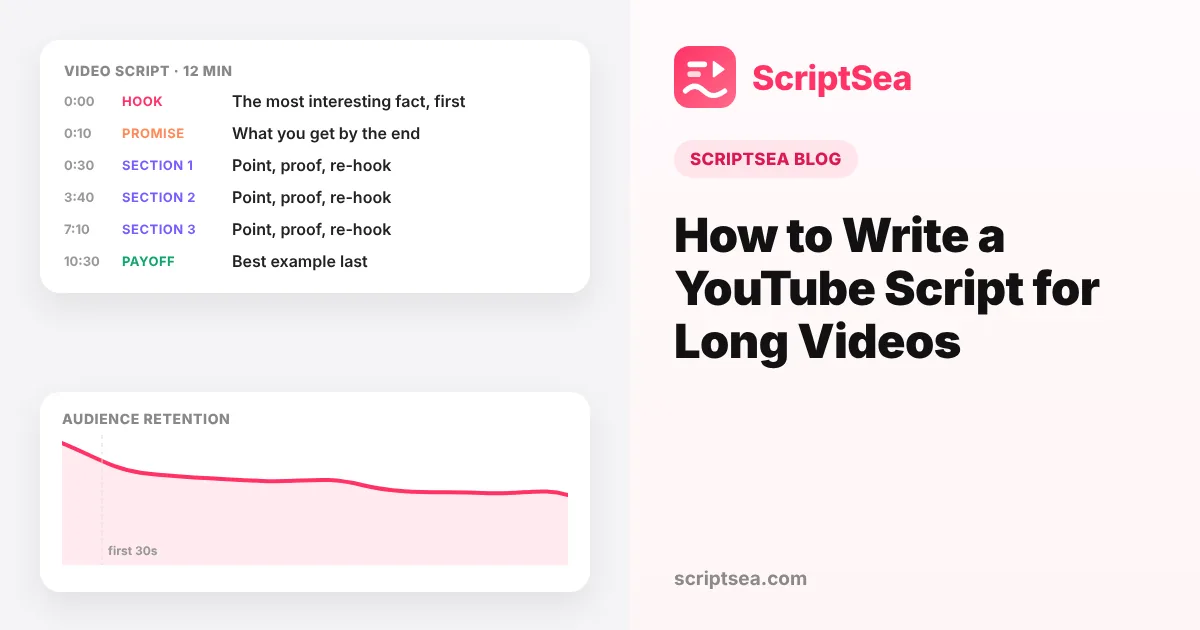 VIDEO SCRIPT · 12 MIN
0:00 HOOK The most interesting fact, first
0:10 PROMISE What you get by the end
0:30 SECTION 1 Point, proof, re-hook
3:40 SECTION 2 Point, proof, re-hook
7:10 SECTION 3 Point, proof, re-hook
10:30 PAYOFF Best example last
AUDIENCE RETENTION
first 30s
ScriptSea
SCRIPTSEA BLOG
How to Write a
YouTube Script for
Long Videos
scriptsea.com